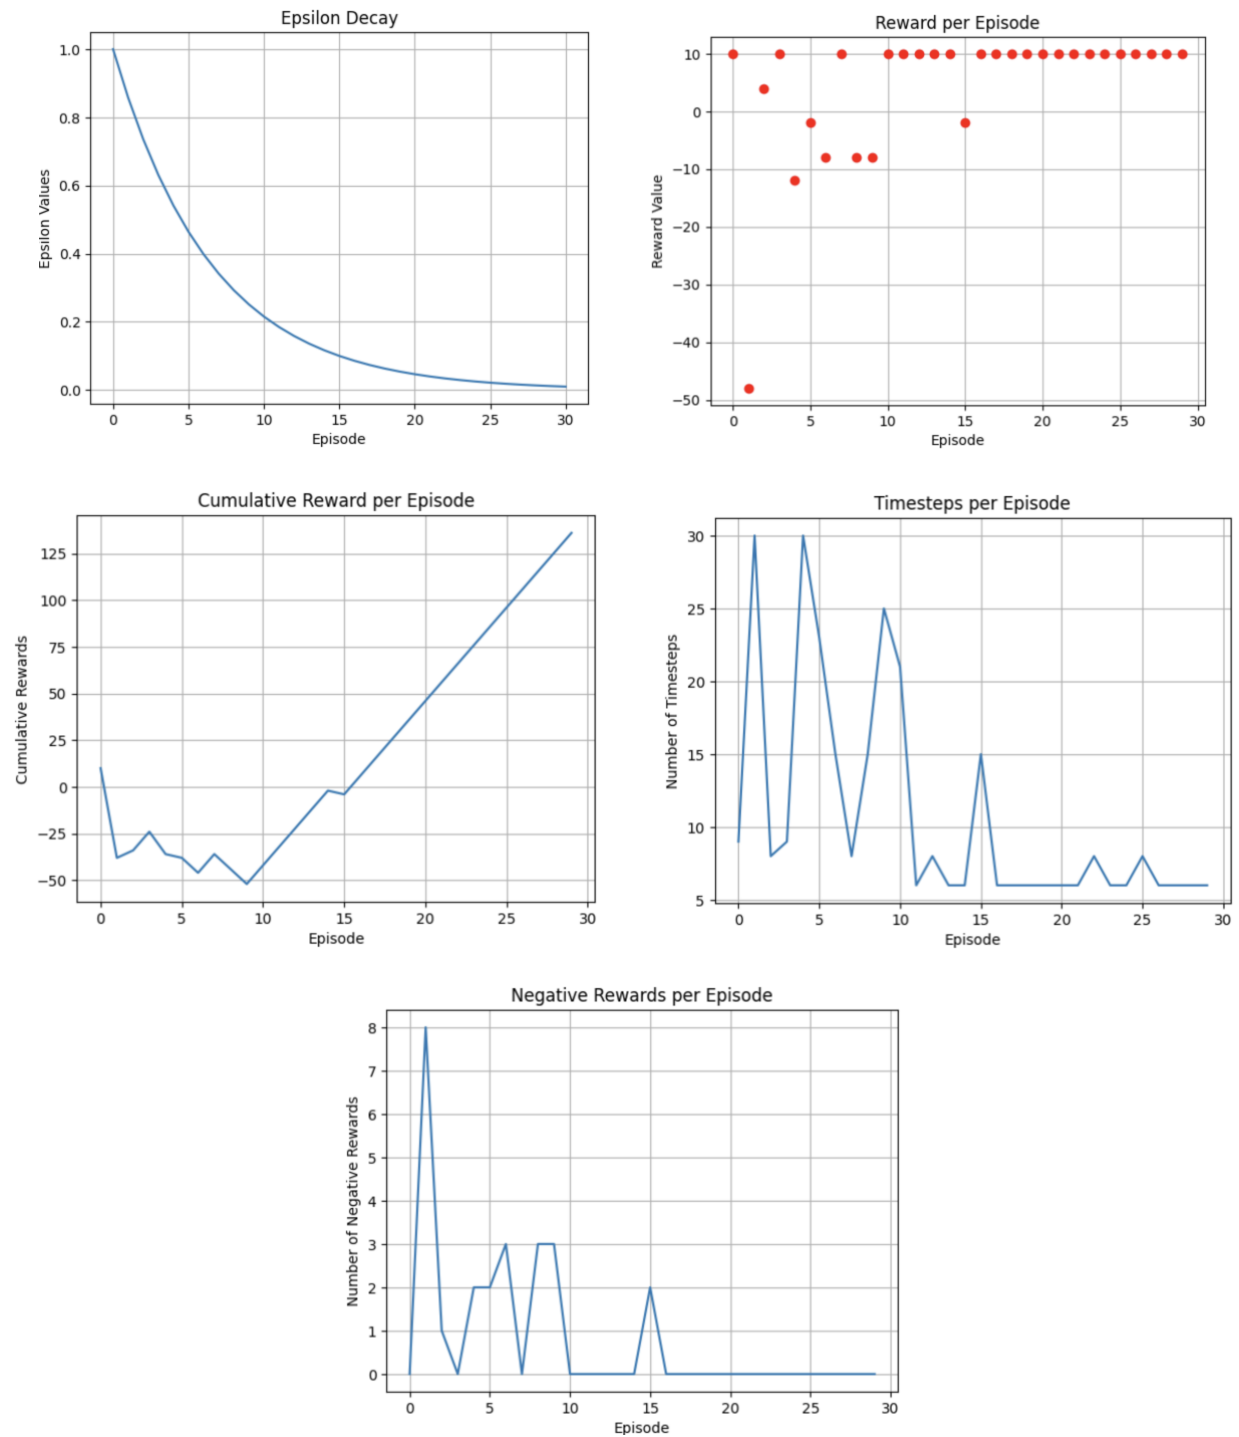 Epsilon Decay
1.0
0.8
0.6
0.4
0.2
0.0
Epsilon Values
0 5 10 15 20 25 30
Episode
Reward per Episode
10
0
−10
−20
−30
−40
−50
Reward Value
0 5 10 15 20 25 30
Episode
Cumulative Reward per Episode
125
100
75
50
25
0
−25
−50
Cumulative Rewards
0 5 10 15 20 25 30
Episode
Timesteps per Episode
30
25
20
15
10
5
Number of Timesteps
0 5 10 15 20 25 30
Episode
Negative Rewards per Episode
8
7
6
5
4
3
2
1
0
Number of Negative Rewards
0 5 10 15 20 25 30
Episode